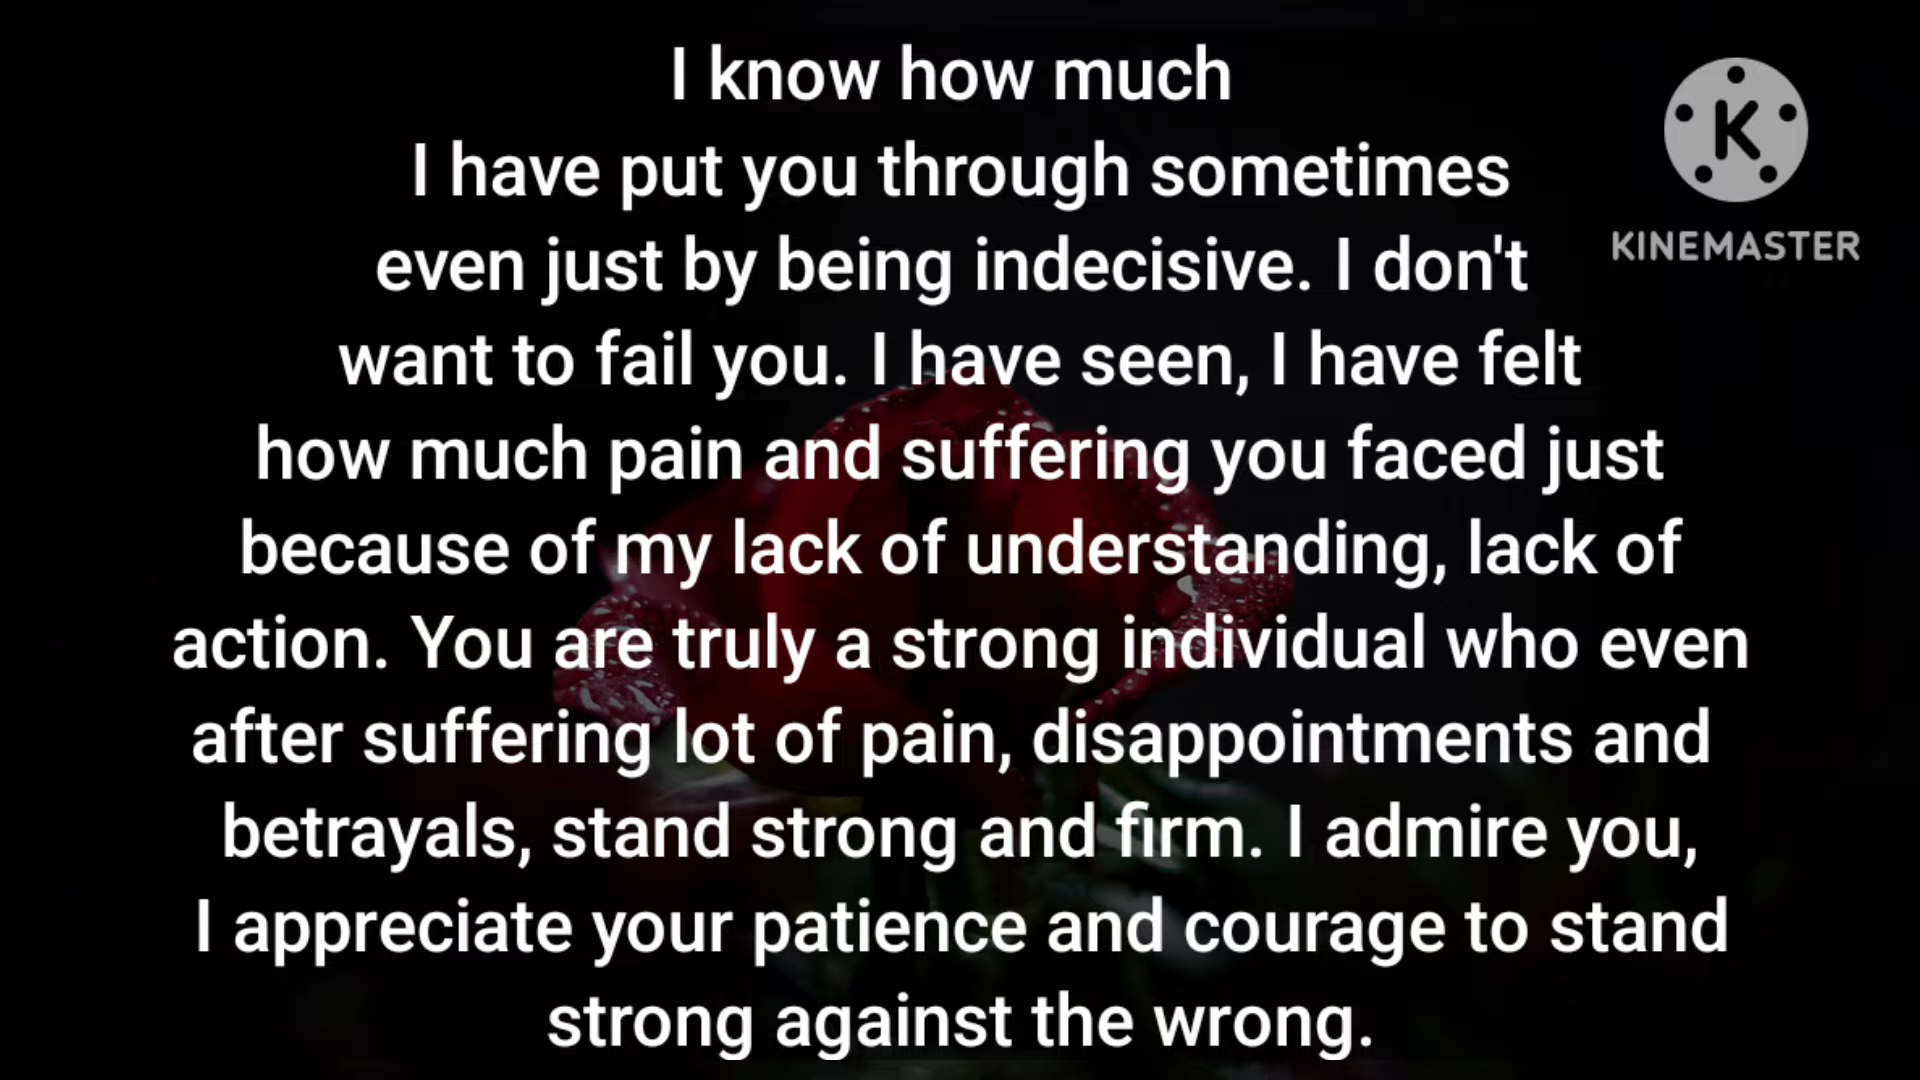 I know how much
I have put you through sometimes
even just by being indecisive. I don't
want to fail you. I have seen, I have felt
how much pain and suffering you faced just
because of my lack of understanding, lack of
action. You are truly a strong individual who even
after suffering lot of pain, disappointments and
betrayals, stand strong and firm. I admire you,
I appreciate your patience and courage to stand
strong against the wrong.
K
KINEMASTER